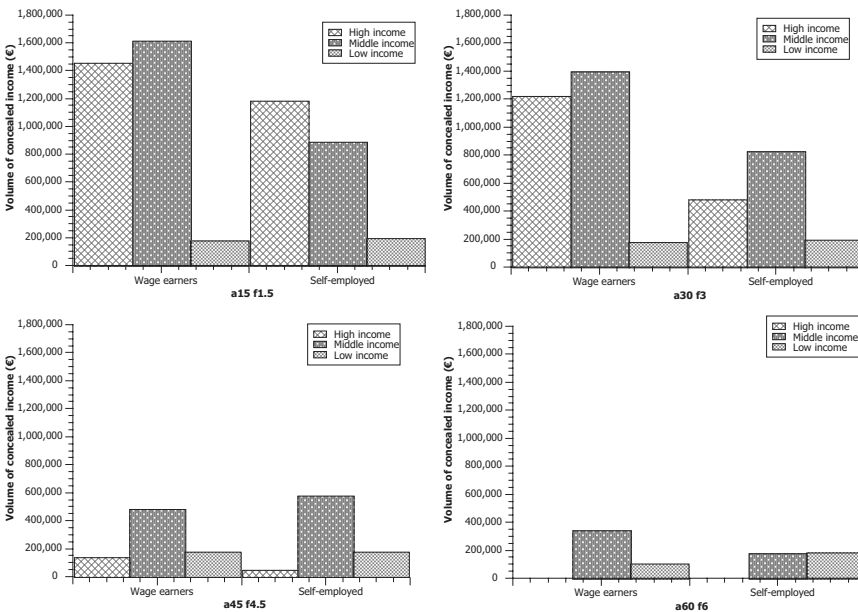 Volume of concealed income (€)
1,800,000
1,600,000
1,400,000
1,200,000
1,000,000
800,000
600,000
400,000
200,000
0
High income
Middle income
Low income
Wage earners
Self-employed
a15 f1.5
Volume of concealed income (€)
1,800,000
1,600,000
1,400,000
1,200,000
1,000,000
800,000
600,000
400,000
200,000
0
High income
Middle income
Low income
Wage earners
Self-employed
a30 f3
Volume of concealed income (€)
1,800,000
1,600,000
1,400,000
1,200,000
1,000,000
800,000
600,000
400,000
200,000
0
High income
Middle income
Low income
Wage earners
Self-employed
a45 f4.5
Volume of concealed income (€)
1,800,000
1,600,000
1,400,000
1,200,000
1,000,000
800,000
600,000
400,000
200,000
0
High income
Middle income
Low income
Wage earners
Self-employed
a60 f6